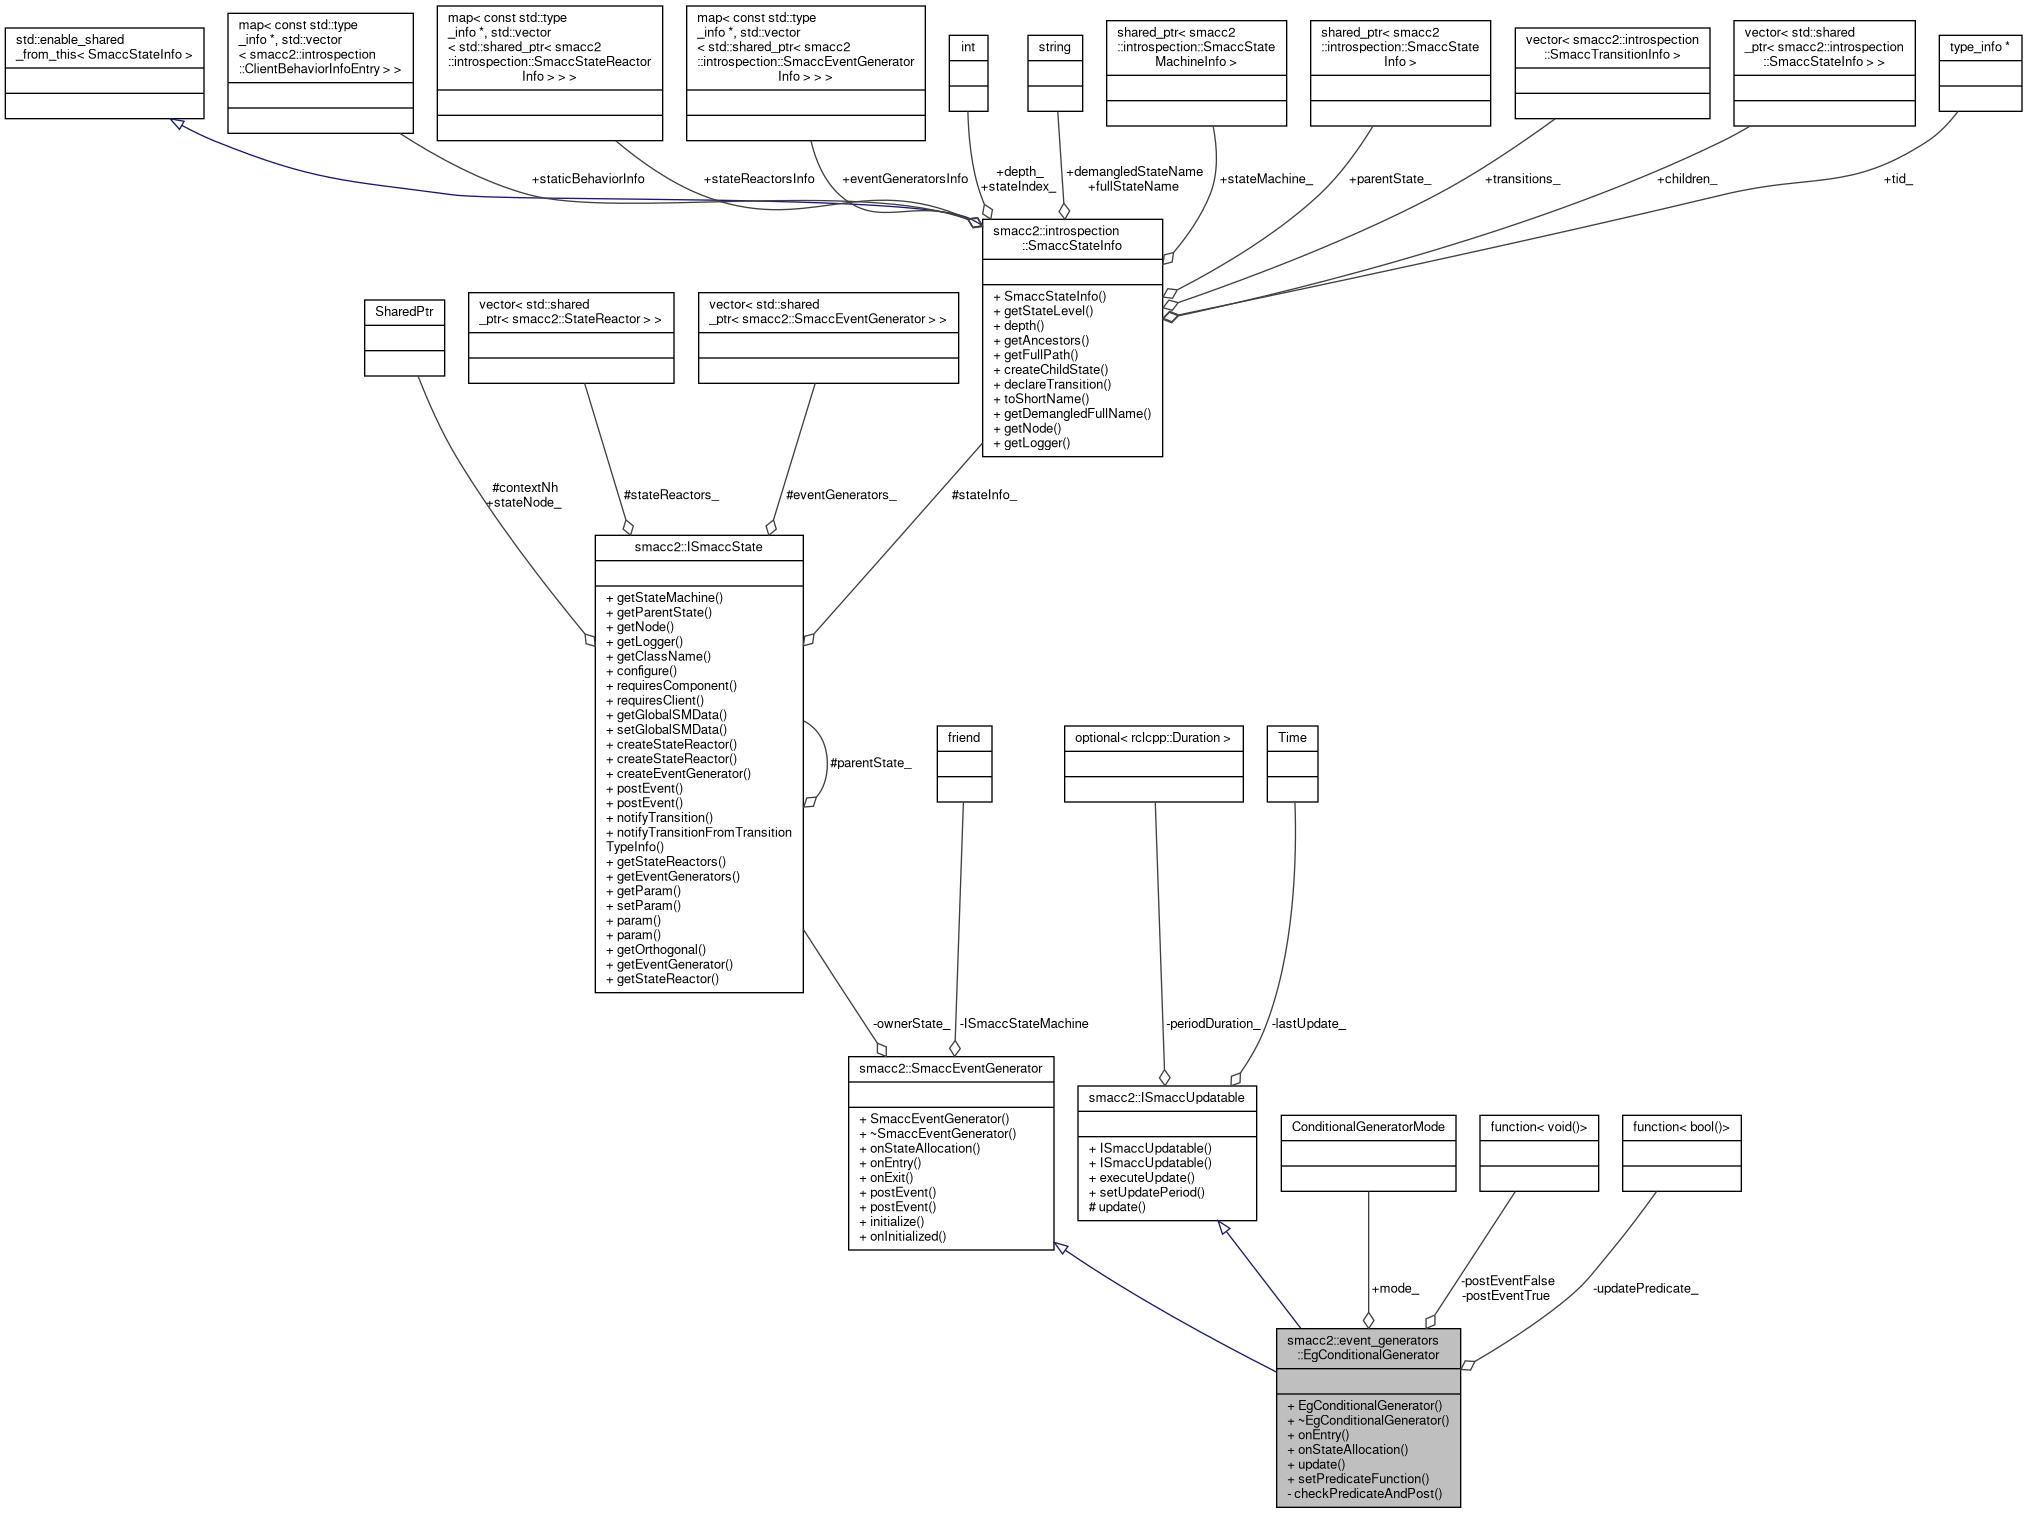 std::enable_shared
_from_this< SmaccStateInfo >
map< const std::type
_info *, std::vector
< smacc2::introspection
::ClientBehaviorInfoEntry > >
map< const std::type
_info *, std::vector
< std::shared_ptr< smacc2
::introspection::SmaccStateReactor
Info > > >
map< const std::type
_info *, std::vector
< std::shared_ptr< smacc2
::introspection::SmaccEventGenerator
Info > > >
int
string
shared_ptr< smacc2
::introspection::SmaccState
MachineInfo >
shared_ptr< smacc2
::introspection::SmaccState
Info >
vector< smacc2::introspection
::SmaccTransitionInfo >
vector< std::shared
_ptr< smacc2::introspection
::SmaccStateInfo > >
type_info *
+staticBehaviorInfo
+stateReactorsInfo
+eventGeneratorsInfo
+depth_
+stateIndex_
+demangledStateName
+fullStateName
+stateMachine_
+parentState_
+transitions_
+children_
+tid_
smacc2::introspection
::SmaccStateInfo
+ SmaccStateInfo()
+ getStateLevel()
+ depth()
+ getAncestors()
+ getFullPath()
+ createChildState()
+ declareTransition()
+ toShortName()
+ getDemangledFullName()
+ getNode()
+ getLogger()
SharedPtr
vector< std::shared
_ptr< smacc2::StateReactor > >
vector< std::shared
_ptr< smacc2::SmaccEventGenerator > >
#contextNh
+stateNode_
#stateReactors_
#eventGenerators_
#stateInfo_
smacc2::ISmaccState
+ getStateMachine()
+ getParentState()
+ getNode()
+ getLogger()
+ getClassName()
+ configure()
+ requiresComponent()
+ requiresClient()
+ getGlobalSMData()
+ setGlobalSMData()
+ createStateReactor()
+ createStateReactor()
+ createEventGenerator()
+ postEvent()
+ postEvent()
+ notifyTransition()
+ notifyTransitionFromTransition
TypeInfo()
+ getStateReactors()
+ getEventGenerators()
+ getParam()
+ setParam()
+ param()
+ param()
+ getOrthogonal()
+ getEventGenerator()
+ getStateReactor()
#parentState_
friend
optional< rclcpp::Duration >
Time
-ownerState_
-ISmaccStateMachine
-periodDuration_
-lastUpdate_
smacc2::SmaccEventGenerator
+ SmaccEventGenerator()
+ ~SmaccEventGenerator()
+ onStateAllocation()
+ onEntry()
+ onExit()
+ postEvent()
+ postEvent()
+ initialize()
+ onInitialized()
smacc2::ISmaccUpdatable
+ ISmaccUpdatable()
+ ISmaccUpdatable()
+ executeUpdate()
+ setUpdatePeriod()
# update()
ConditionalGeneratorMode
function< void()>
function< bool()>
+mode_
-postEventFalse
-postEventTrue
-updatePredicate_
smacc2::event_generators
::EgConditionalGenerator
+ EgConditionalGenerator()
+ ~EgConditionalGenerator()
+ onEntry()
+ onStateAllocation()
+ update()
+ setPredicateFunction()
- checkPredicateAndPost()